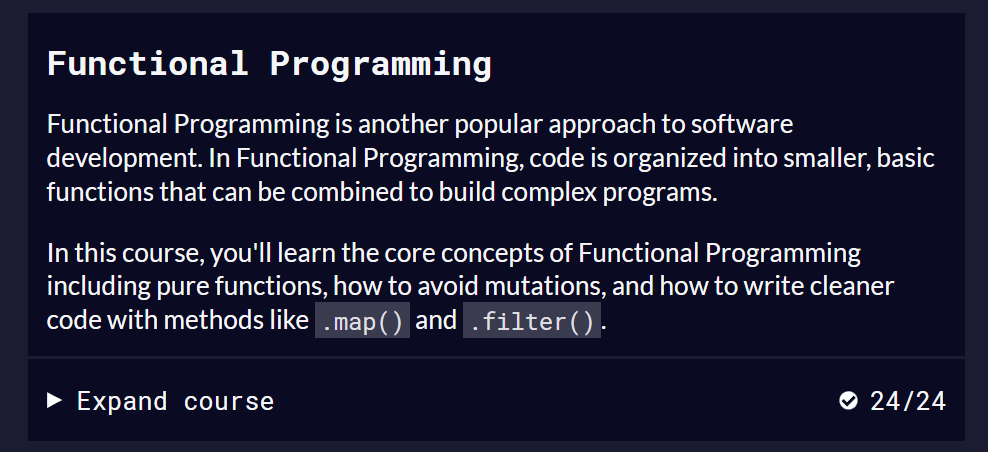 Functional Programming
Functional Programming is another popular approach to software
development. In Functional Programming, code is organized into smaller, basic
functions that can be combined to build complex programs.
In this course, you'll learn the core concepts of Functional Programming
including pure functions, how to avoid mutations, and how to write cleaner
code with methods like .map() and .filter().
Expand course 24/24